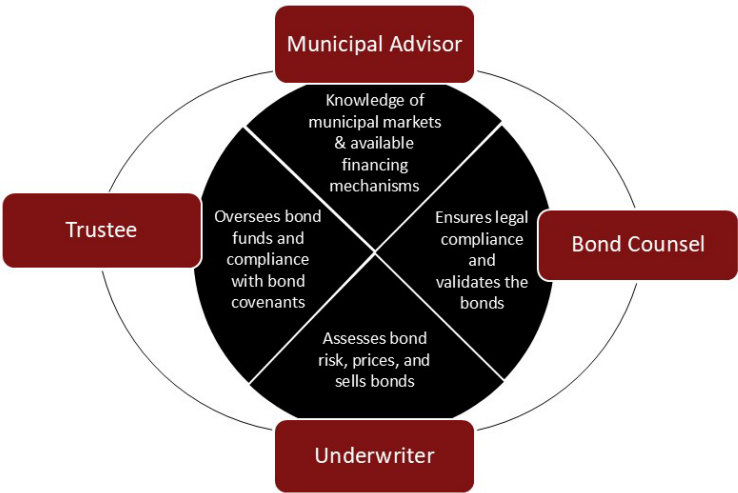 Municipal Advisor
Knowledge of
municipal markets
& available
financing
mechanisms
Trustee
Oversees bond
funds and
compliance
with bond
covenants
Ensures legal
compliance
and
validates the
bonds
Bond Counsel
Assesses bond
risk, prices, and
sells bonds
Underwriter